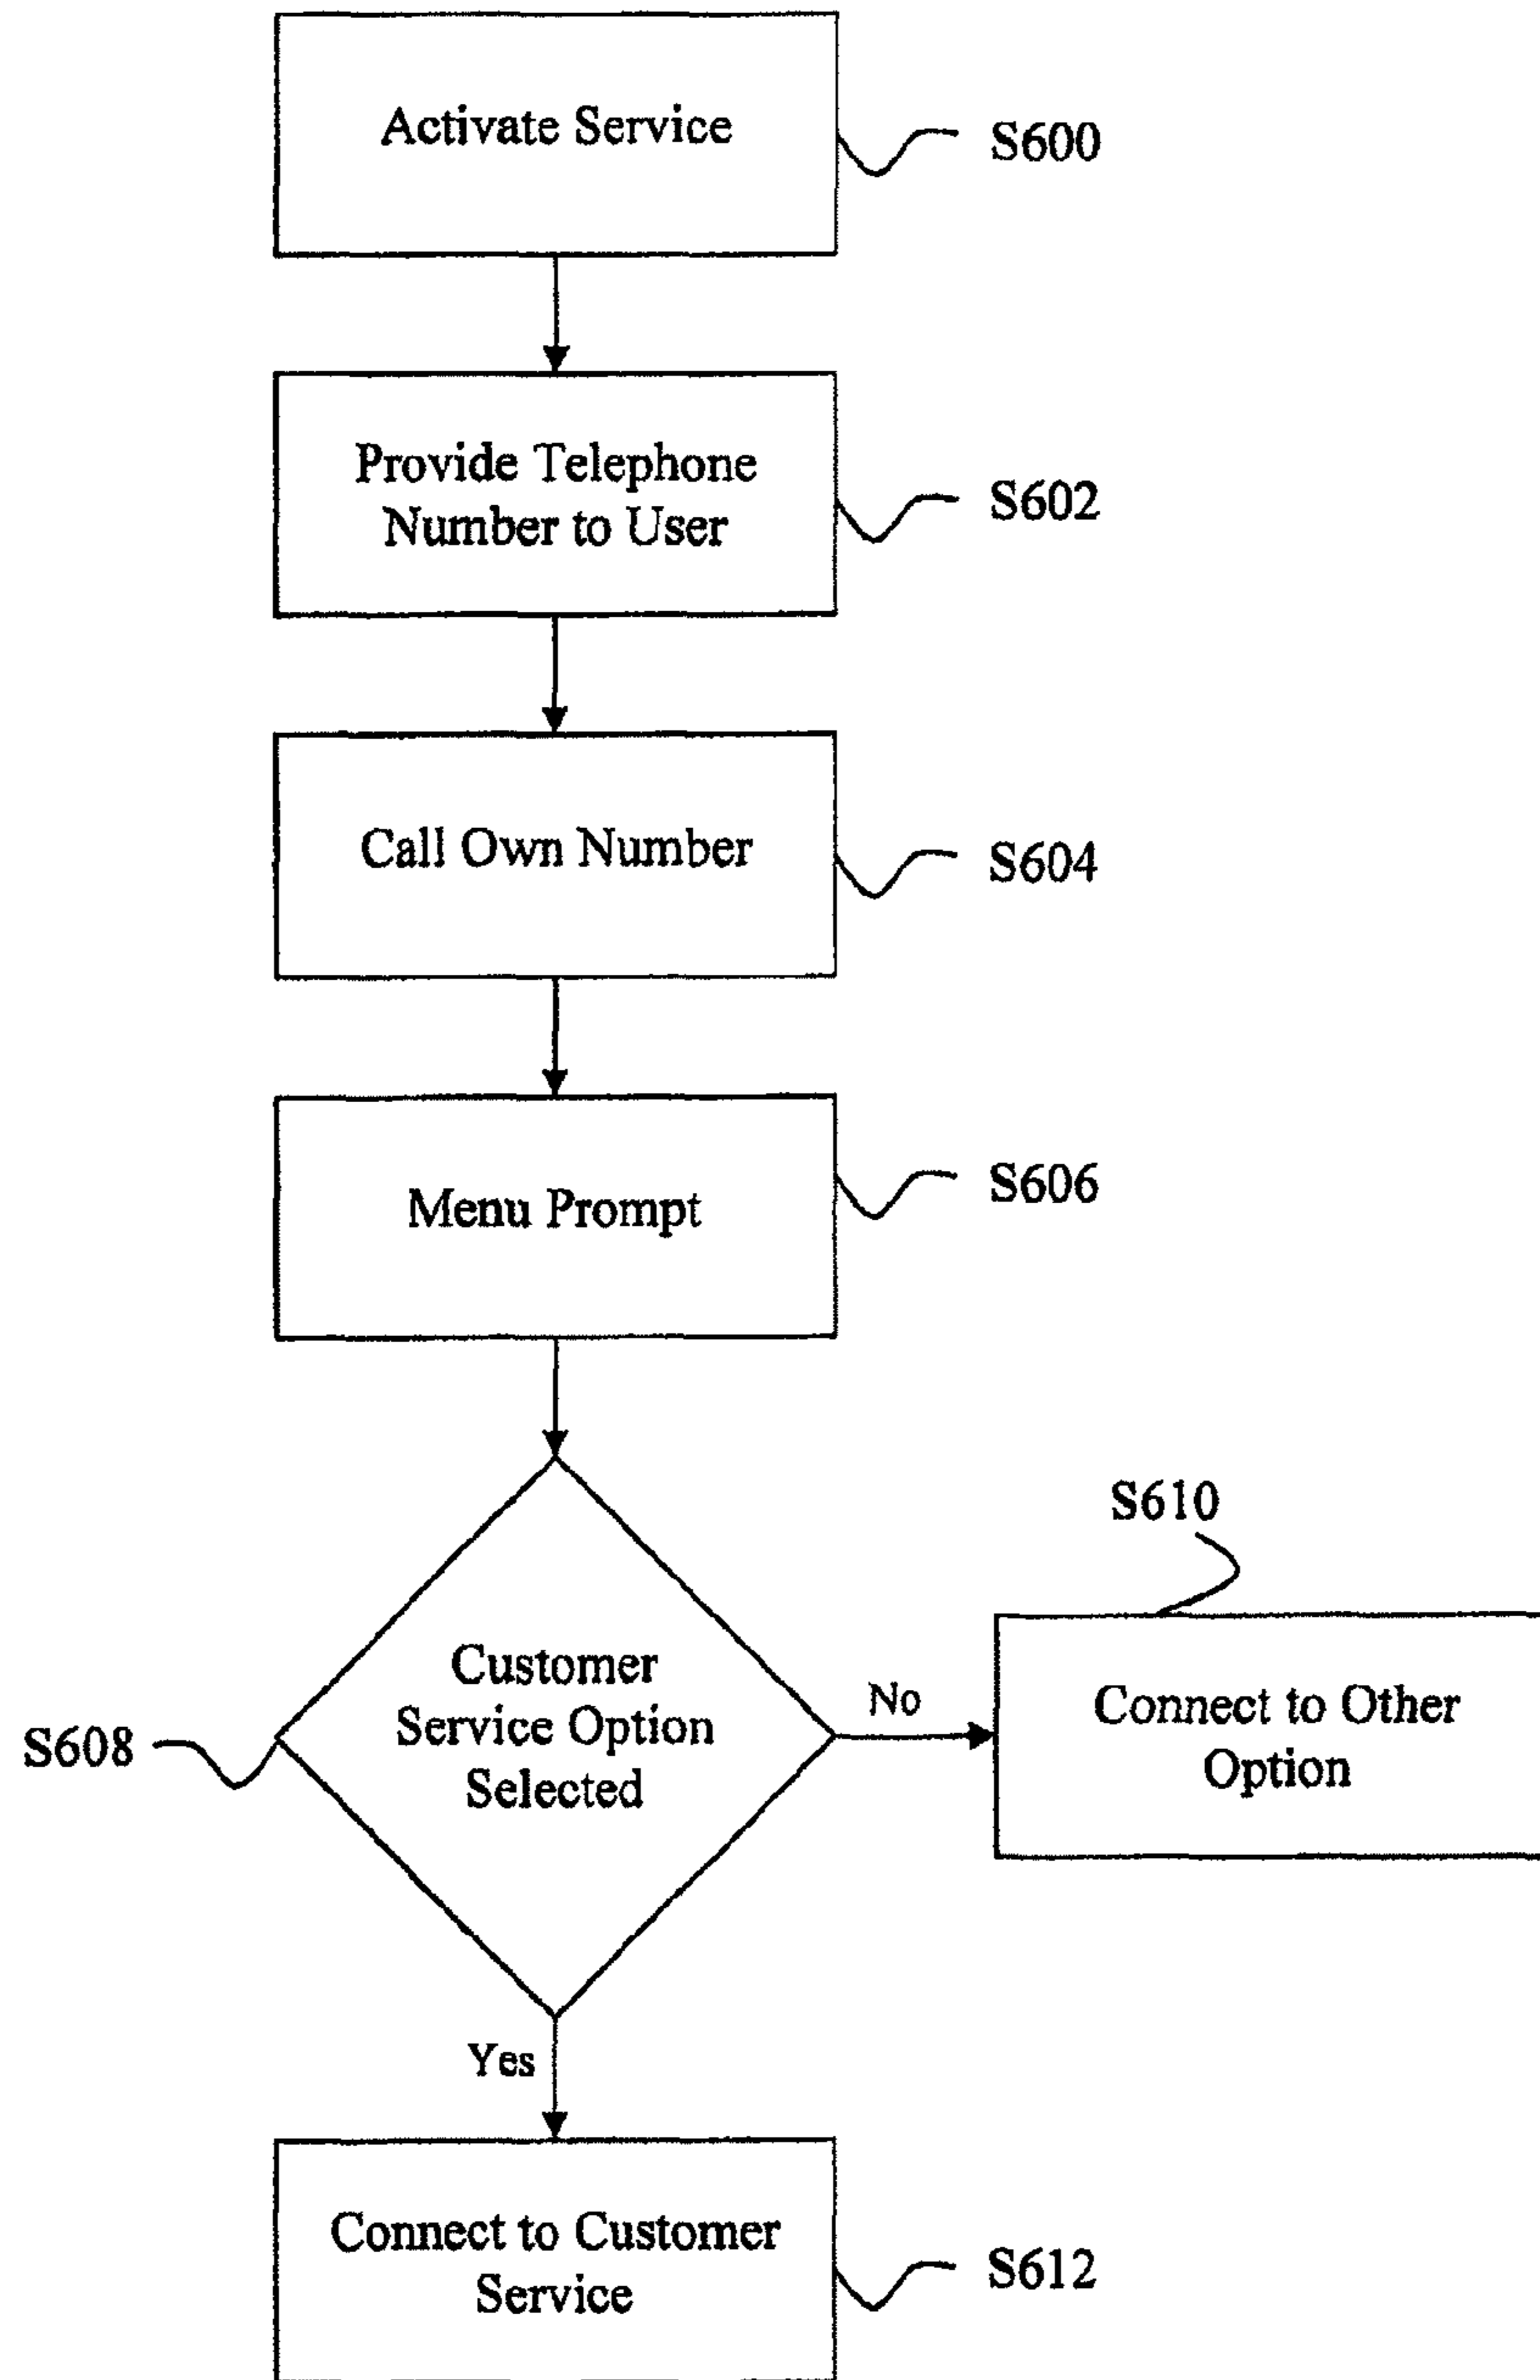 Activate Service
S600
Provide Telephone
Number to User
S602
Call Own Number
S604
Menu Prompt
S606
S610
Customer
Service Option
Selected
S608
No
Connect to Other
Option
Yes
Connect to Customer
Service
S612